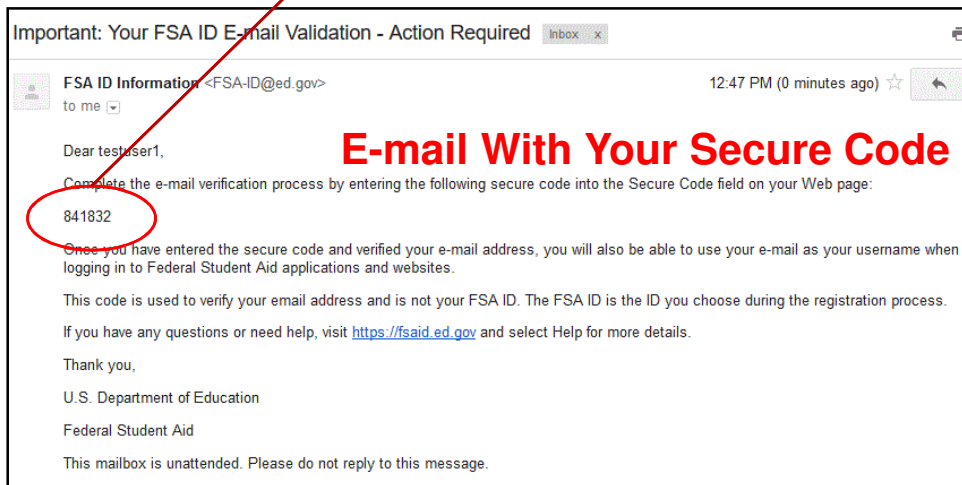 Important: Your FSA ID E-mail Validation - Action Required Inbox x
FSA ID Information <FSA-ID@ed.gov> 12:47 PM (0 minutes ago)
to me
E-mail With Your Secure Code
Dear testuser1,
Complete the e-mail verification process by entering the following secure code into the Secure Code field on your Web page:
841832
Once you have entered the secure code and verified your e-mail address, you will also be able to use your e-mail as your username when
logging in to Federal Student Aid applications and websites.
This code is used to verify your email address and is not your FSA ID. The FSA ID is the ID you choose during the registration process.
If you have any questions or need help, visit https://fsaid.ed.gov and select Help for more details.
Thank you,
U.S. Department of Education
Federal Student Aid
This mailbox is unattended. Please do not reply to this message.